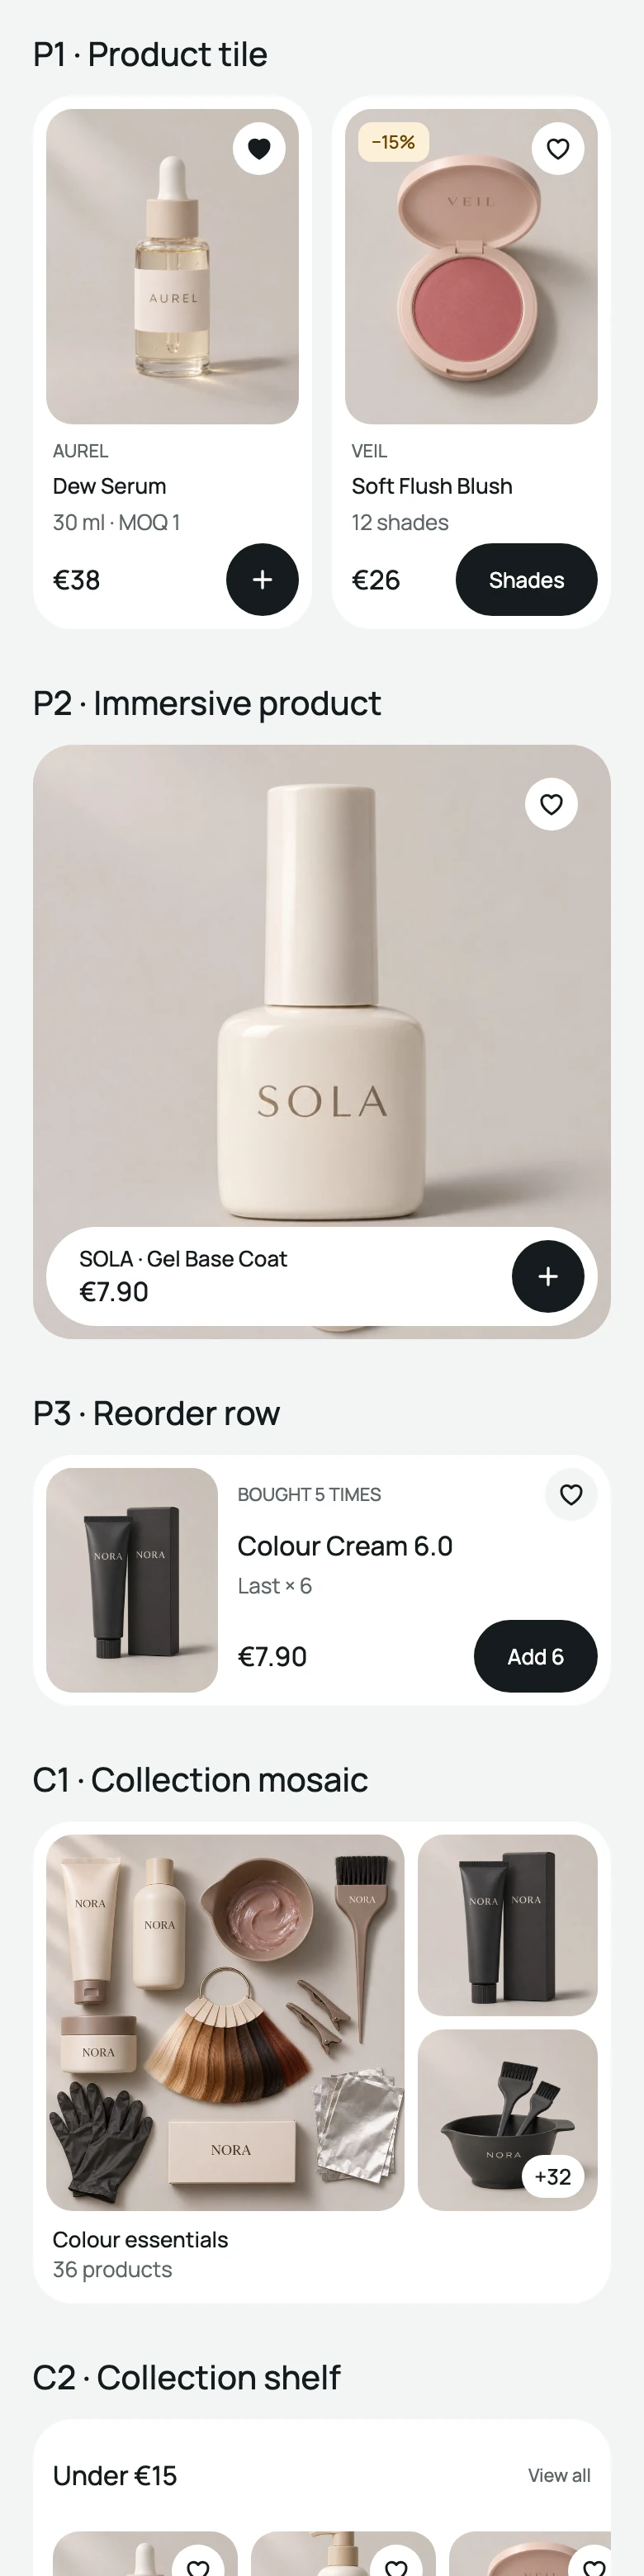 P1 · Product tile
−15%
VEIL
AUREL
AUREL
Dew Serum
30 ml · MOQ 1
€38
+
VEIL
Soft Flush Blush
12 shades
€26
Shades
P2 · Immersive product
SOLA
SOLA · Gel Base Coat
€7.90
+
P3 · Reorder row
NORA
NORA
BOUGHT 5 TIMES
Colour Cream 6.0
Last × 6
€7.90
Add 6
C1 · Collection mosaic
NORA
NORA
NORA
NORA
NORA
NORA
NORA
NORA
+32
Colour essentials
36 products
C2 · Collection shelf
Under €15
View all